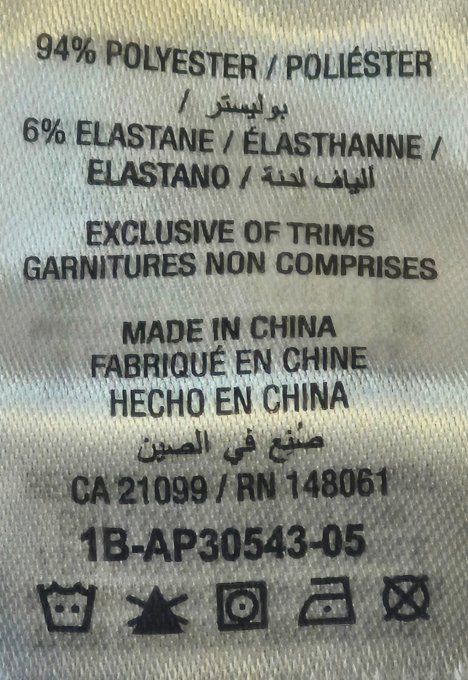 94% POLYESTER / POLIÉSTER
بوليستر /
6% ELASTANE / ÉLASTHANNE /
ELASTANO / ألياف لدنة
EXCLUSIVE OF TRIMS
GARNITURES NON COMPRISES
MADE IN CHINA
FABRIQUÉ EN CHINE
HECHO EN CHINA
صُنِع في الصين
CA 21099 / RN 148061
1B-AP30543-05